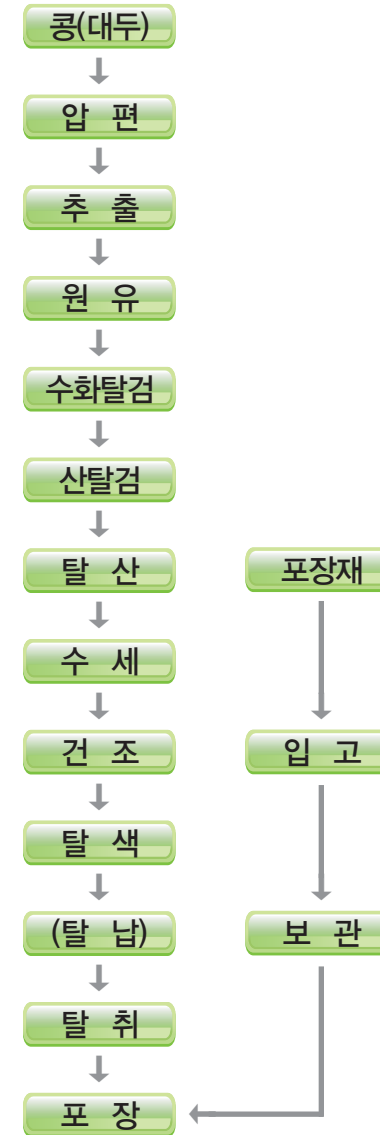 콩(대두)
압 편
추 출
원 유
수화탈검
산탈검
탈 산
수 세
건 조
탈 색
(탈 납)
탈 취
포 장
포장재
입 고
보 관